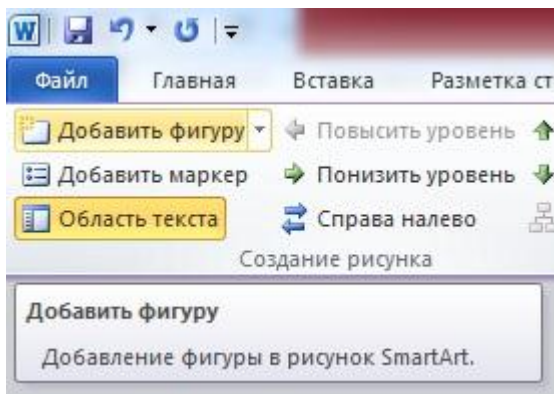 W
Файл Главная Вставка Разметка ст
Добавить фигуру Повысить уровень
Добавить маркер Понизить уровень
Область текста Справа налево
Создание рисунка
Добавить фигуру
Добавление фигуры в рисунок SmartArt.